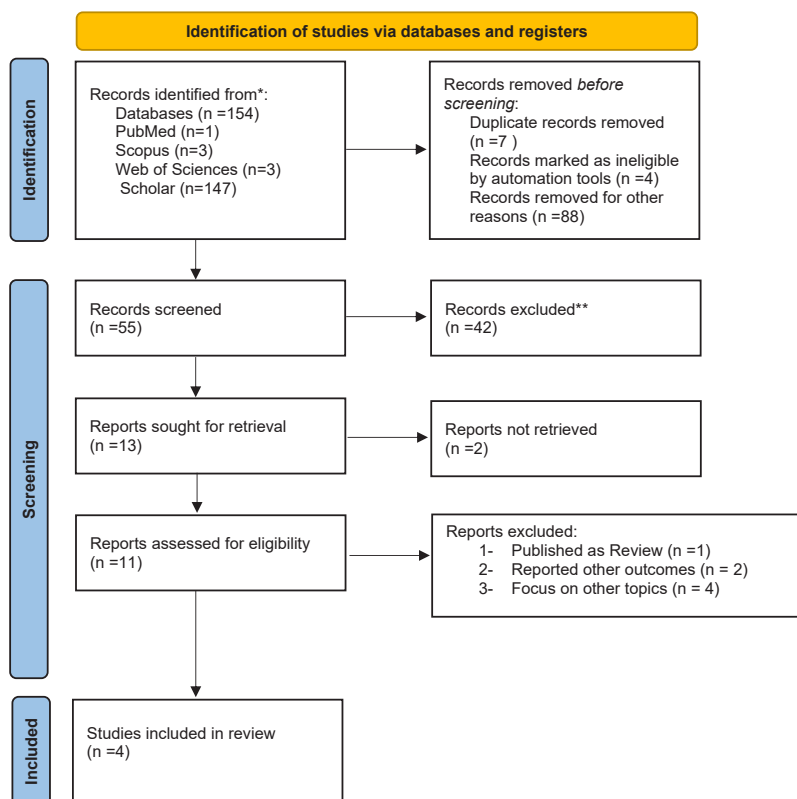 Identification of studies via databases and registers
Identification
Records identified from*:
Databases (n =154)
PubMed (n=1)
Scopus (n=3)
Web of Sciences (n=3)
Scholar (n=147)
Records removed before
screening:
Duplicate records removed
(n =7 )
Records marked as ineligible
by automation tools (n =4)
Records removed for other
reasons (n =88)
Screening
Records screened
(n =55)
Records excluded**
(n =42)
Reports sought for retrieval
(n =13)
Reports not retrieved
(n =2)
Reports assessed for eligibility
(n =11)
Reports excluded:
1- Published as Review (n =1)
2- Reported other outcomes (n = 2)
3- Focus on other topics (n = 4)
Included
Studies included in review
(n =4)